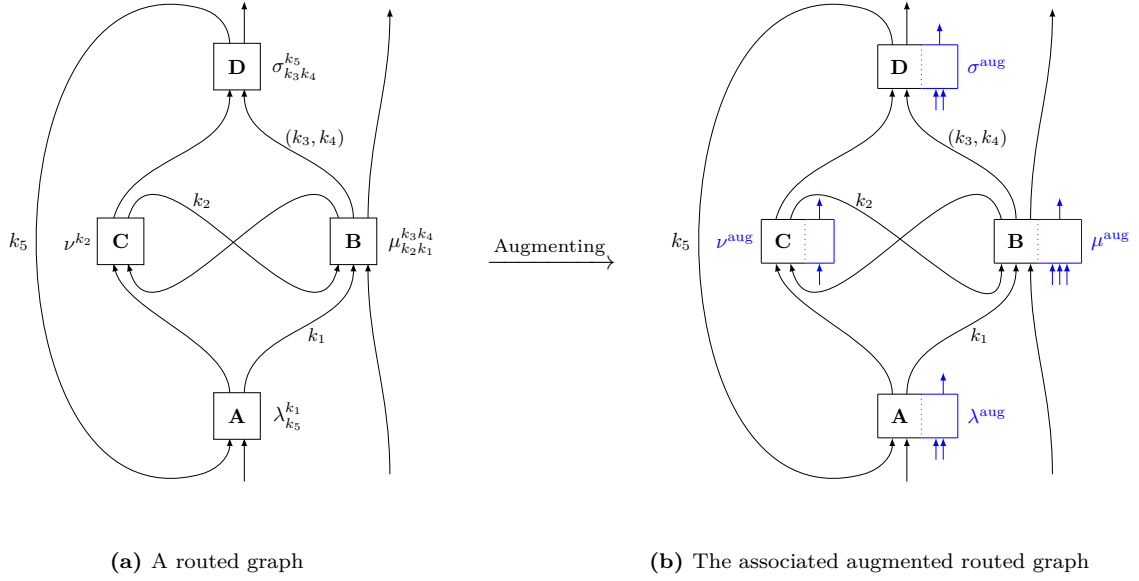 D
σ^{k_5}_{k_3k_4}
(k_3, k_4)
k_2
k_5
ν^{k_2}
C
B
μ^{k_3k_4}_{k_2k_1}
k_1
A
λ^{k_1}_{k_5}
(a) A routed graph
Augmenting
D
σ^{aug}
(k_3, k_4)
k_2
k_5
ν^{aug}
C
B
μ^{aug}
k_1
A
λ^{aug}
(b) The associated augmented routed graph